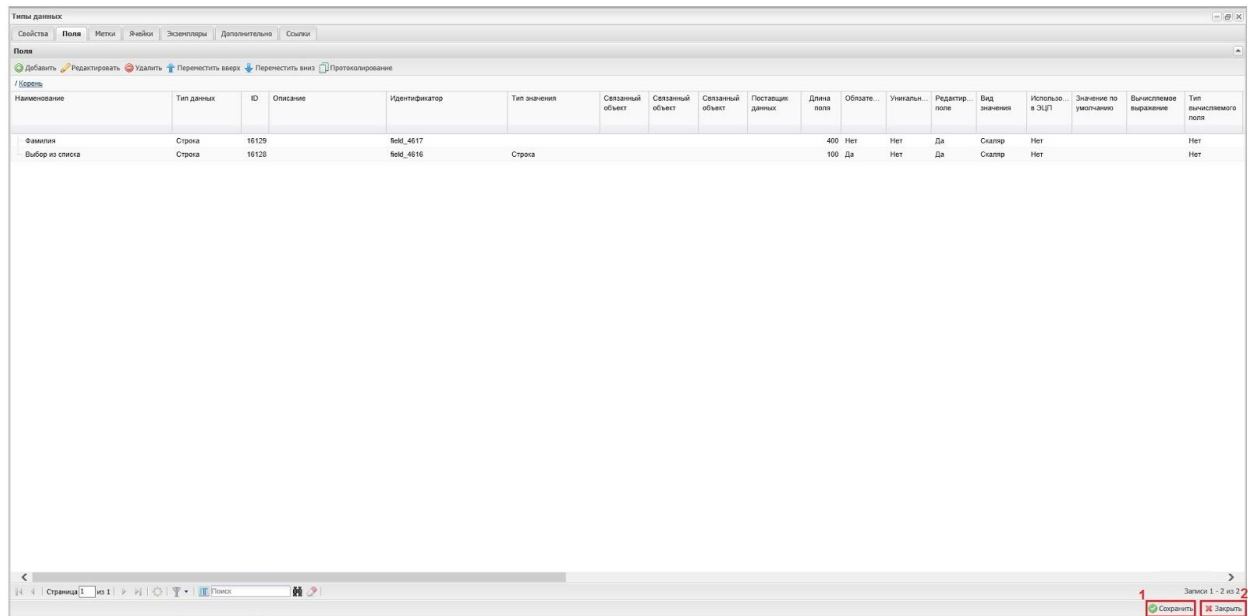 Типы данных
Свойства Поля Метки Ячейки Экземпляры Дополнительно Ссылки
Поля
Добавить Редактировать Удалить Переместить вверх Переместить вниз Протоколирование
/ Корень
Наименование Тип данных ID Описание Идентификатор Тип значения Связанный объект Связанный объект Связанный объект Поставщик данных Длина поля Обязате... Уникальн... Редактир... поле Вид значения Использо... в ЭЦП Значение по умолчанию Вычисляемое выражение Тип вычисляемого поля
Фамилия Строка 16129 field_4617 400 Нет Нет Да Скаляр Нет Нет
Выбор из списка Строка 16128 field_4616 Строка 100 Да Нет Да Скаляр Нет Нет
Страница 1 из 1 Поиск Записи 1 - 2 из 2
1 Сохранить 2 Закрыть